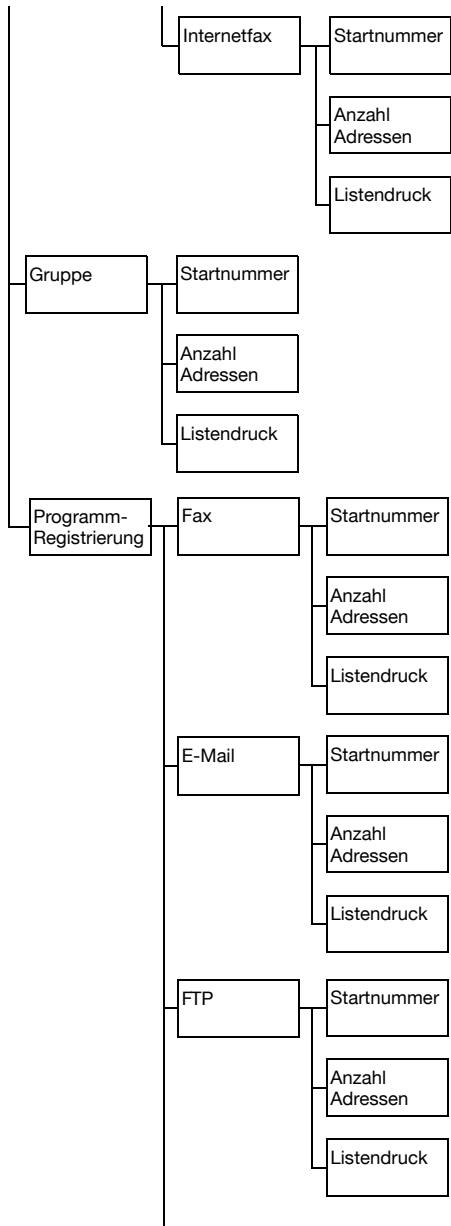 Internetfax
Startnummer
Anzahl
Adressen
Listendruck
Gruppe
Startnummer
Anzahl
Adressen
Listendruck
Programm-
Registrierung
Fax
Startnummer
Anzahl
Adressen
Listendruck
E-Mail
Startnummer
Anzahl
Adressen
Listendruck
FTP
Startnummer
Anzahl
Adressen
Listendruck